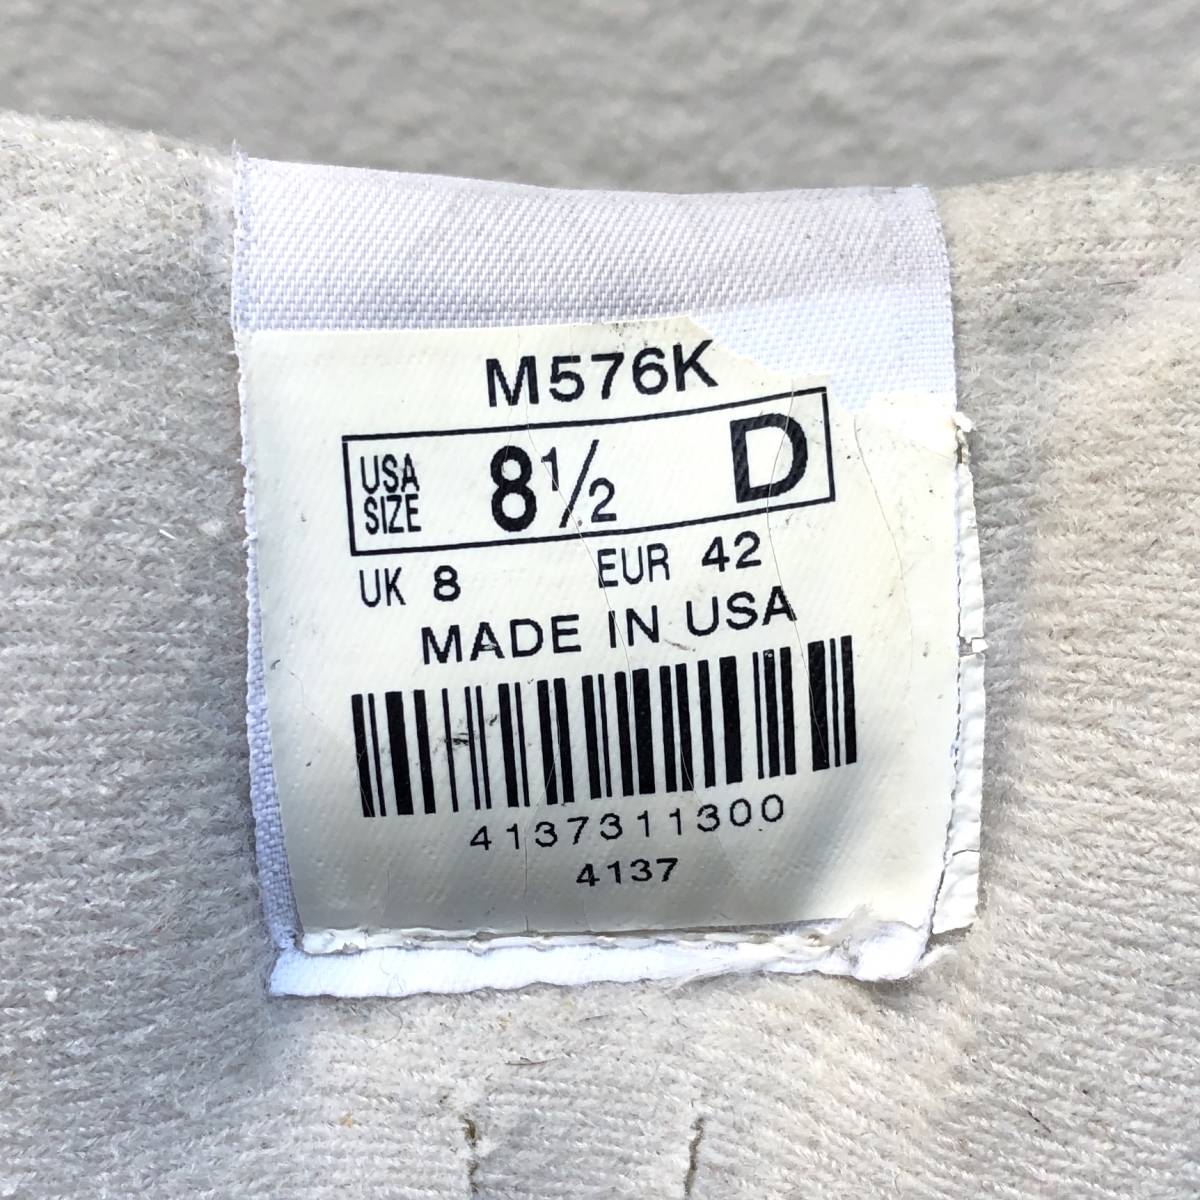 M576K
USA SIZE 8½ D
UK 8 EUR 42
MADE IN USA
4137311300
4137